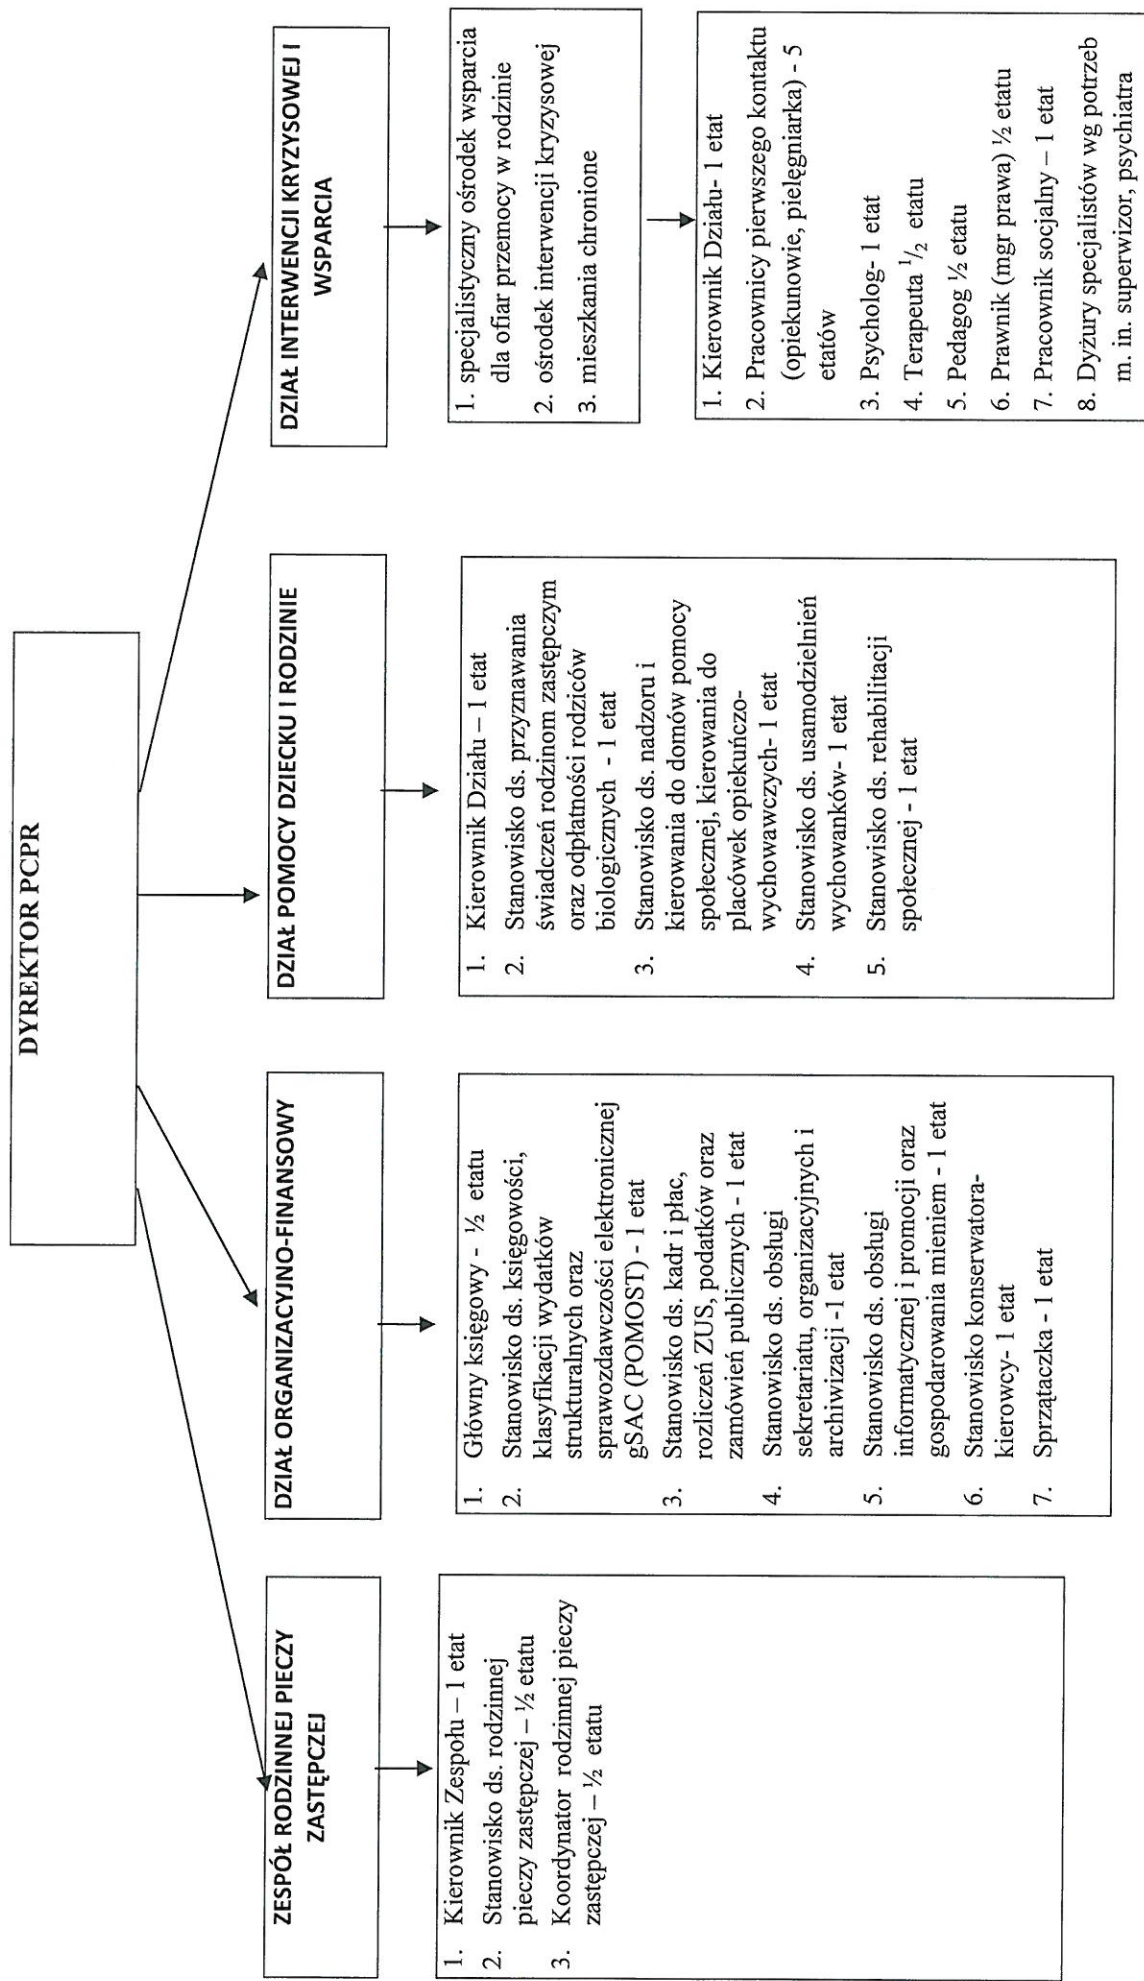 DYREKTOR PCPR
ZESPÓŁ RODZINNEJ PIECZY
ZASTĘPCZEJ
1. Kierownik Zespołu – 1 etat
2. Stanowisko ds. rodzinnej
pieczy zastępczej – ½ etatu
3. Koordynator rodzinnej pieczy
zastępczej – ½ etatu
DZIAŁ ORGANIZACYJNO-FINANSOWY
1. Główny księgowy - ½ etatu
2. Stanowisko ds. księgowości,
klasyfikacji wydatków
strukturalnych oraz
sprawozdawczości elektronicznej
gSAC (POMOST) - 1 etat
3. Stanowisko ds. kadr i płac,
rozliczeń ZUS, podatków oraz
zamówień publicznych - 1 etat
4. Stanowisko ds. obsługi
sekretariatu, organizacyjnych i
archiwizacji -1 etat
5. Stanowisko ds. obsługi
informatycznej i promocji oraz
gospodarowania mieniem - 1 etat
6. Stanowisko konserwatora-
kierowcy- 1 etat
7. Sprzątaczka - 1 etat
DZIAŁ POMOCY DZIECKU I RODZINIE
1. Kierownik Działu – 1 etat
2. Stanowisko ds. przyznawania
świadczeń rodzinom zastępczym
oraz odpłatności rodziców
biologicznych - 1 etat
3. Stanowisko ds. nadzoru i
kierowania do domów pomocy
społecznej, kierowania do
placówek opiekuńczo-
wychowawczych- 1 etat
4. Stanowisko ds. usamodzielnień
wychowanków- 1 etat
5. Stanowisko ds. rehabilitacji
społecznej - 1 etat
DZIAŁ INTERWENCJI KRYZYSOWEJ I
WSPARCIA
1. specjalistyczny ośrodek wsparcia
dla ofiar przemocy w rodzinie
2. ośrodek interwencji kryzysowej
3. mieszkania chronione
1. Kierownik Działu- 1 etat
2. Pracownicy pierwszego kontaktu
(opiekunowie, pielęgniarka) - 5
etatów
3. Psycholog- 1 etat
4. Terapeuta ½ etatu
5. Pedagog ½ etatu
6. Prawnik (mgr prawa) ½ etatu
7. Pracownik socjalny – 1 etat
8. Dyżury specjalistów wg potrzeb
m. in. superwizor, psychiatra